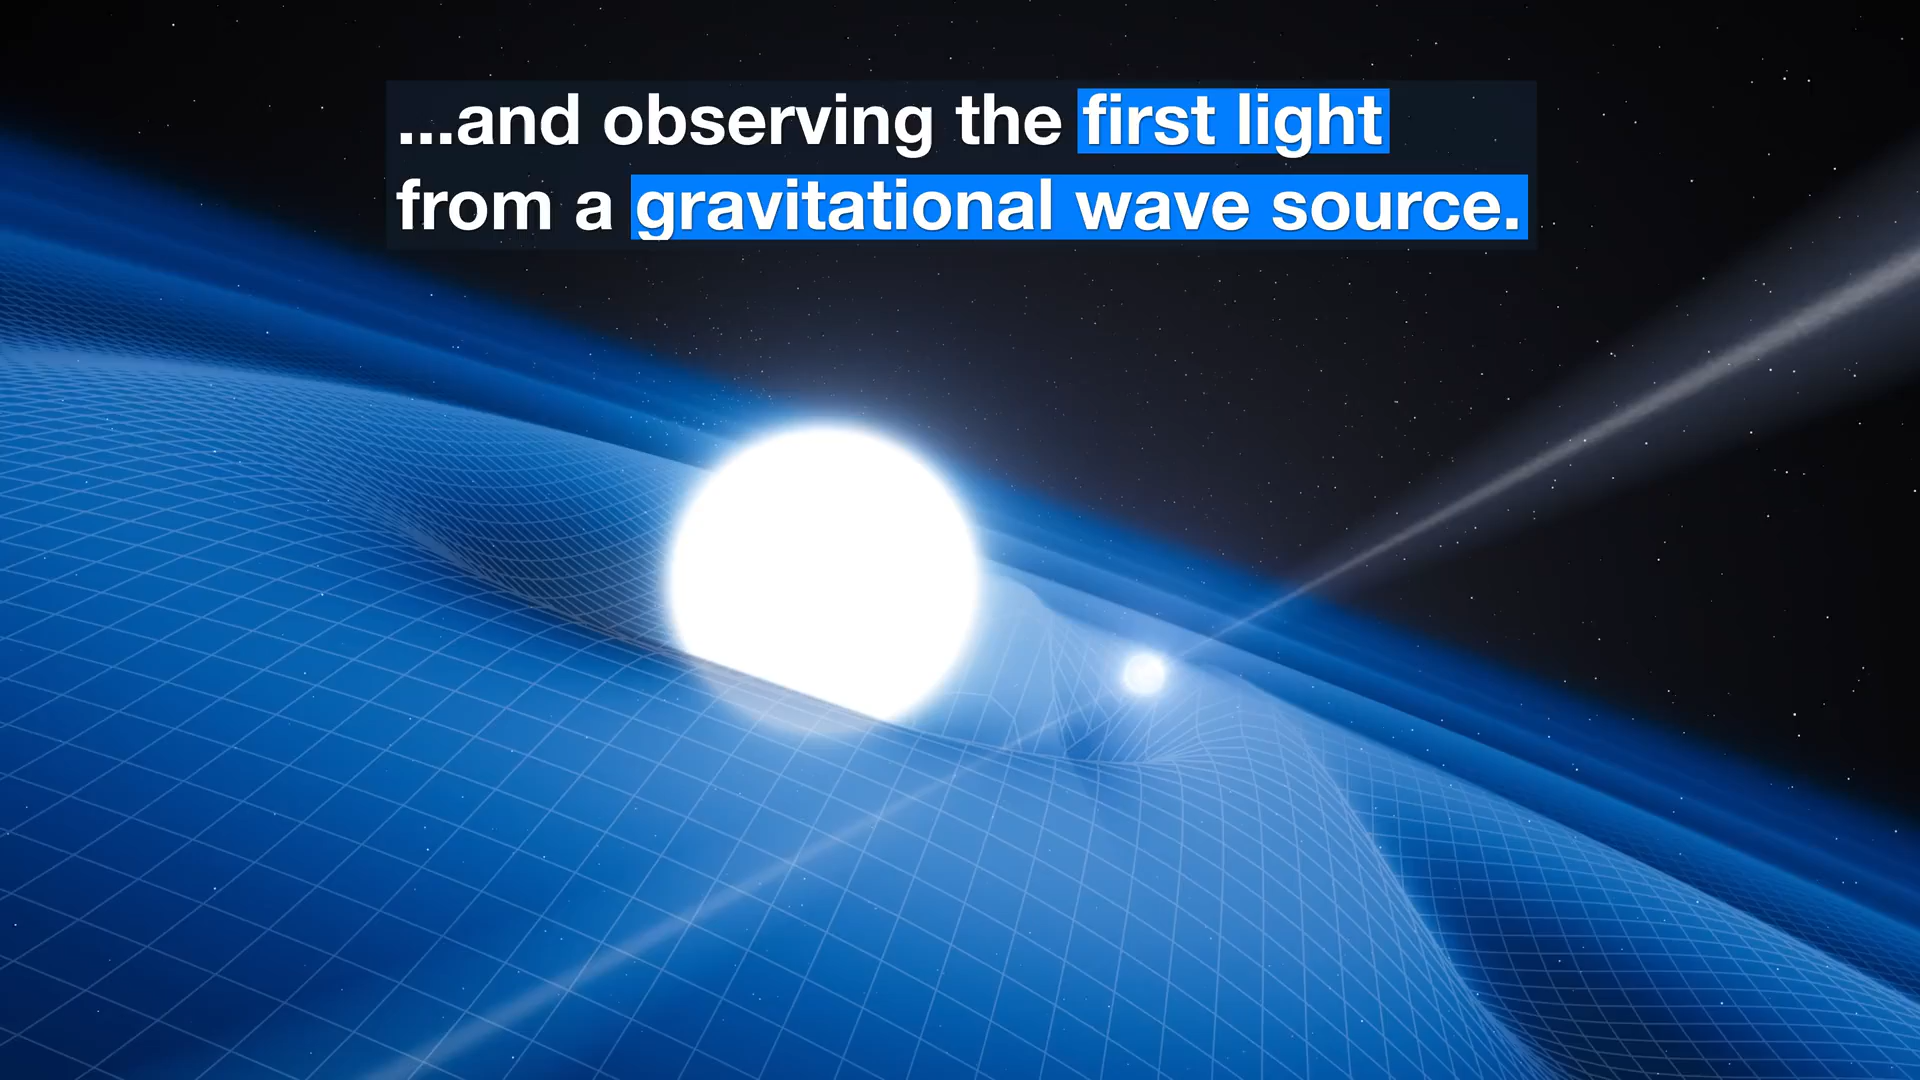 ...and observing the first light
from a gravitational wave source.